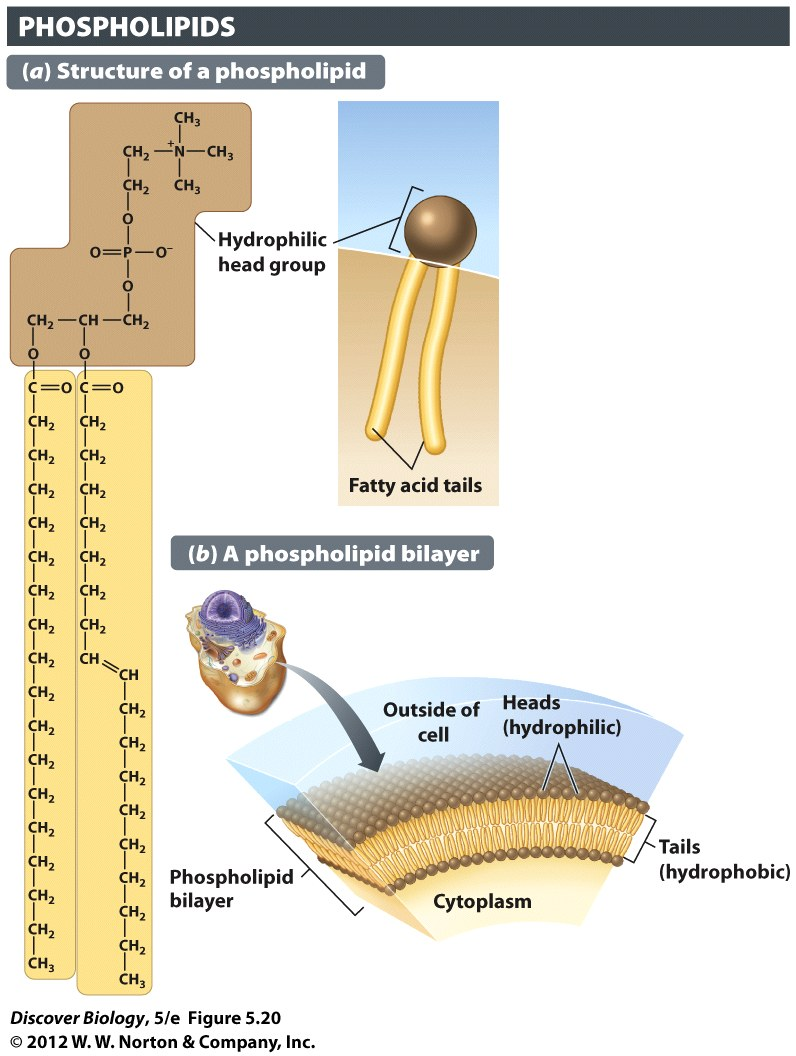 PHOSPHOLIPIDS
(a) Structure of a phospholipid
CH₃
CH₂—N⁺—CH₃
CH₂ CH₃
O
O=P—O⁻
O
CH₂—CH—CH₂
O O
Hydrophilic
head group
C=O C=O
CH₂ CH₂
CH₂ CH₂
CH₂ CH₂
CH₂ CH₂
CH₂ CH₂
CH₂ CH₂
CH₂ CH₂
CH₂ CH=CH
CH₂ CH₂
CH₂ CH₂
CH₂ CH₂
CH₂ CH₂
CH₂ CH₂
CH₂ CH₂
CH₂ CH₂
CH₂ CH₂
CH₃ CH₃
Fatty acid tails
(b) A phospholipid bilayer
Outside of
cell
Heads
(hydrophilic)
Tails
(hydrophobic)
Phospholipid
bilayer
Cytoplasm
Discover Biology, 5/e Figure 5.20
© 2012 W. W. Norton & Company, Inc.